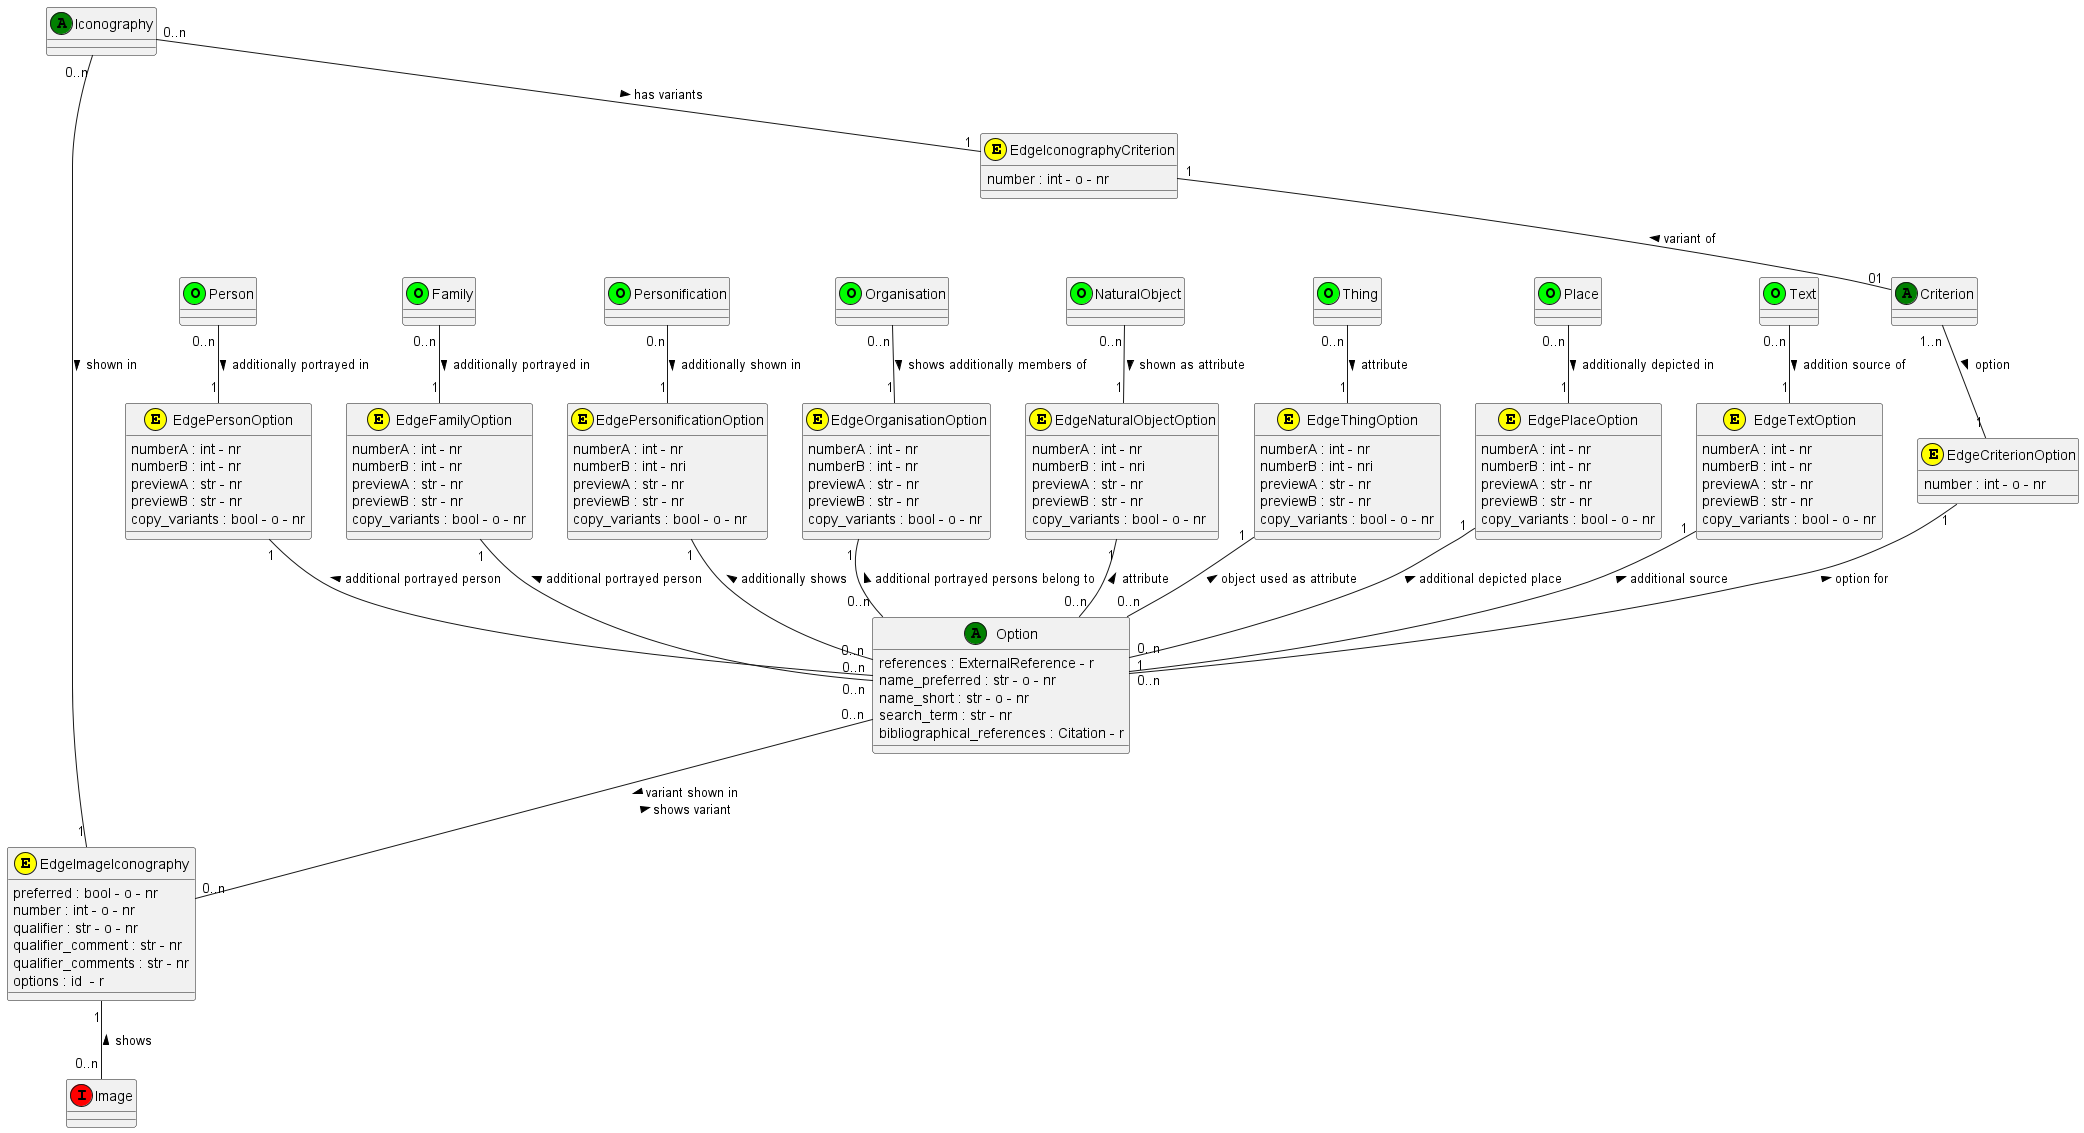 A Iconography
0..n
0..n
has variants
1
E EdgeIconographyCriterion
number : int - o - nr
1
variant of
01
O Person
O Family
O Personification
O Organisation
O NaturalObject
O Thing
O Place
O Text
A Criterion
0..n
0..n
0.n
0..n
0..n
0..n
0..n
0..n
1..n
shown in
additionally portrayed in
additionally portrayed in
additionally shown in
shows additionally members of
shown as attribute
attribute
additionally depicted in
addition source of
option
1
1
1
1
1
1
1
1
1
E EdgePersonOption
numberA : int - nr
numberB : int - nr
previewA : str - nr
previewB : str - nr
copy_variants : bool - o - nr
E EdgeFamilyOption
numberA : int - nr
numberB : int - nr
previewA : str - nr
previewB : str - nr
copy_variants : bool - o - nr
E EdgePersonificationOption
numberA : int - nr
numberB : int - nri
previewA : str - nr
previewB : str - nr
copy_variants : bool - o - nr
E EdgeOrganisationOption
numberA : int - nr
numberB : int - nr
previewA : str - nr
previewB : str - nr
copy_variants : bool - o - nr
E EdgeNaturalObjectOption
numberA : int - nr
numberB : int - nri
previewA : str - nr
previewB : str - nr
copy_variants : bool - o - nr
E EdgeThingOption
numberA : int - nr
numberB : int - nri
previewA : str - nr
previewB : str - nr
copy_variants : bool - o - nr
E EdgePlaceOption
numberA : int - nr
numberB : int - nr
previewA : str - nr
previewB : str - nr
copy_variants : bool - o - nr
E EdgeTextOption
numberA : int - nr
numberB : int - nr
previewA : str - nr
previewB : str - nr
copy_variants : bool - o - nr
E EdgeCriterionOption
number : int - o - nr
1
1
1
1
1
1
1
1
1
additional portrayed person
additional portrayed person
additionally shows
additional portrayed persons belong to
attribute
object used as attribute
additional depicted place
additional source
option for
0..n
0..n
0..n
0..n
0..n
0..n
0..n
0..n
1
0..n
A Option
references : ExternalReference - r
name_preferred : str - o - nr
name_short : str - o - nr
search_term : str - nr
bibliographical_references : Citation - r
variant shown in
shows variant
1
0..n
E EdgeImageIconography
preferred : bool - o - nr
number : int - o - nr
qualifier : str - o - nr
qualifier_comment : str - nr
qualifier_comments : str - nr
options : id  - r
1
shows
0..n
I Image